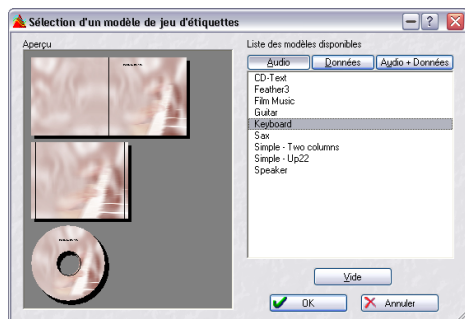 Sélection d'un modèle de jeu d'étiquettes
Aperçu
Liste des modèles disponibles
Audio Données Audio + Données
CD-Text
Feather3
Film Music
Guitar
Keyboard
Sax
Simple - Two columns
Simple - Up22
Speaker
Vide
OK Annuler